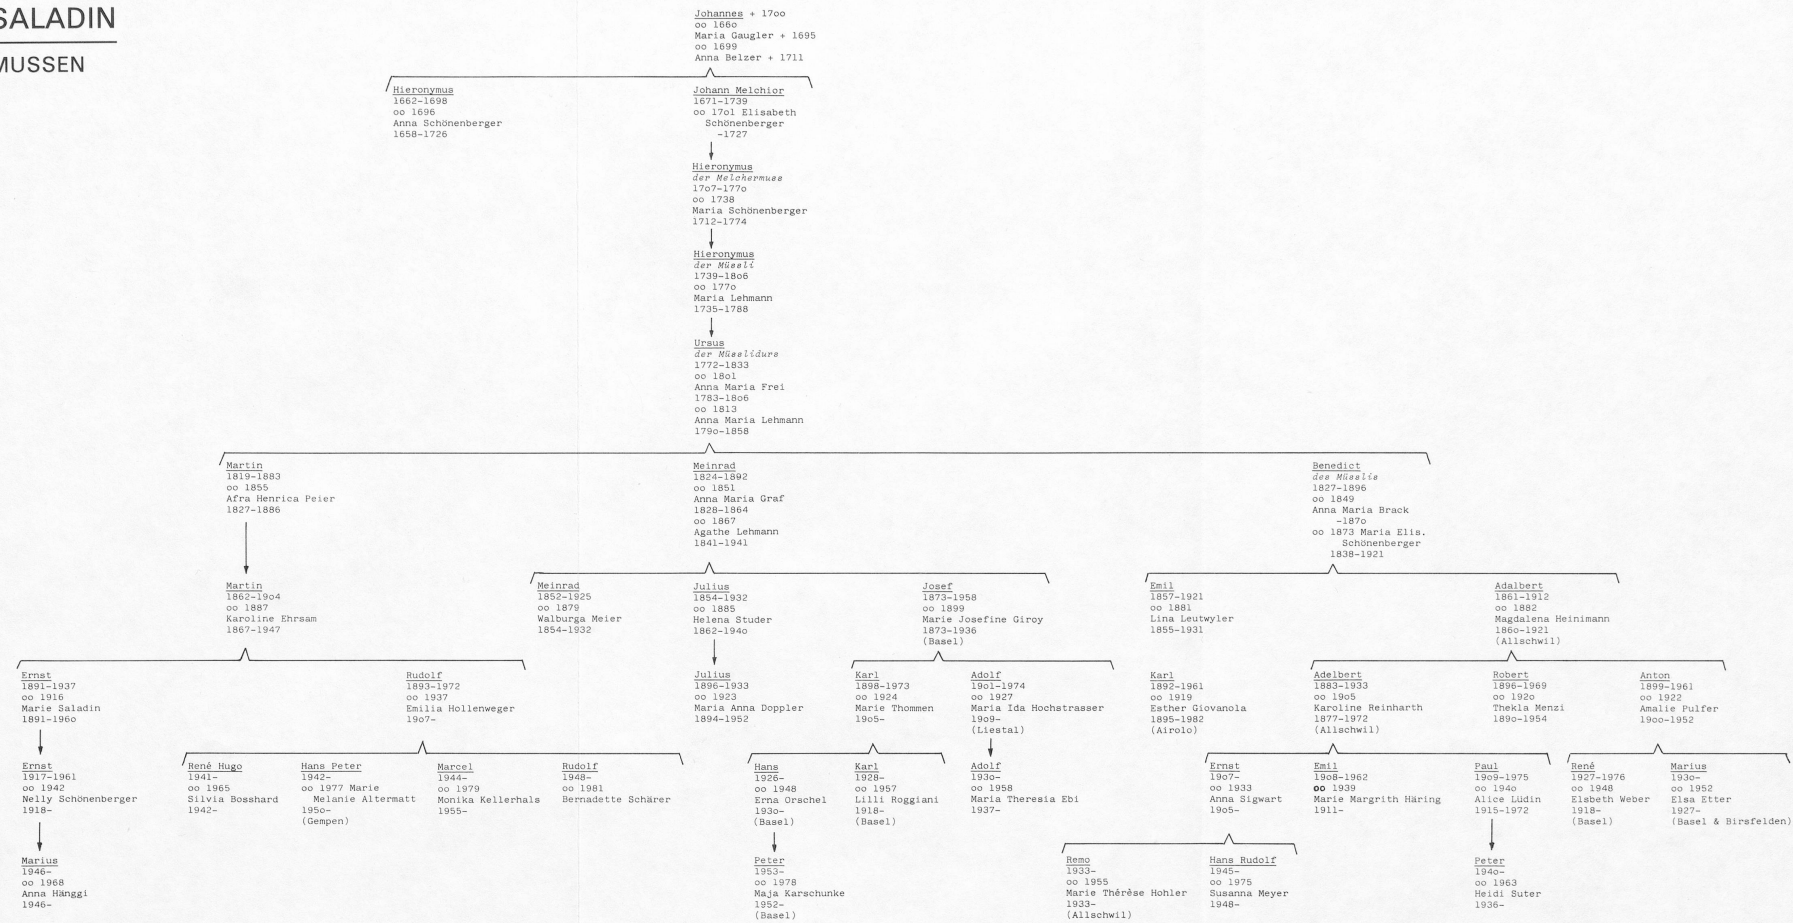 SALADIN
MUSSEN
Johannes + 17oo
oo 166o
Maria Gaugler + 1695
oo 1699
Anna Belzer + 1711
Hieronymus
1662-1698
oo 1696
Anna Schönenberger
1658-1726
Johann Melchior
1671-1739
oo 17o1 Elisabeth
Schönenberger
-1727
Hieronymus
der Melchermuss
17o7-177o
oo 1738
Maria Schönenberger
1712-1774
Hieronymus
der Müssli
1739-18o6
oo 177o
Maria Lehmann
1735-1788
Ursus
der Müsslidurs
1772-1833
oo 18o1
Anna Maria Frei
1783-18o6
oo 1813
Anna Maria Lehmann
179o-1858
Martin
1819-1883
oo 1855
Afra Henrica Peier
1827-1886
Meinrad
1824-1892
oo 1851
Anna Maria Graf
1828-1864
oo 1867
Agathe Lehmann
1841-1941
Benedict
des Müsslis
1827-1896
oo 1849
Anna Maria Brack
-187o
oo 1873 Maria Elis.
Schönenberger
1838-1921
Martin
1862-19o4
oo 1887
Karoline Ehrsam
1867-1947
Meinrad
1852-1925
oo 1879
Walburga Meier
1854-1932
Julius
1854-1932
oo 1885
Helena Studer
1862-194o
Josef
1873-1958
oo 1899
Marie Josefine Giroy
1873-1936
(Basel)
Emil
1857-1921
oo 1881
Lina Leutwyler
1855-1931
Adalbert
1861-1912
oo 1882
Magdalena Heinimann
186o-1921
(Allschwil)
Ernst
1891-1937
oo 1916
Marie Saladin
1891-196o
Rudolf
1893-1972
oo 1937
Emilia Hollenweger
19o7-
Julius
1896-1933
oo 1923
Maria Anna Doppler
1894-1952
Karl
1898-1973
oo 1924
Marie Thommen
19o5-
Adolf
19o1-1974
oo 1927
Maria Ida Hochstrasser
19o9-
(Liestal)
Karl
1892-1961
oo 1919
Esther Giovanola
1895-1982
(Airolo)
Adelbert
1883-1933
oo 19o5
Karoline Reinharth
1877-1972
(Allschwil)
Robert
1896-1969
oo 192o
Thekla Menzi
189o-1954
Anton
1899-1961
oo 1922
Amalie Pulfer
19oo-1952
Ernst
1917-1961
oo 1942
Nelly Schönenberger
1918-
René Hugo
1941-
oo 1965
Silvia Bosshard
1942-
Hans Peter
1942-
oo 1977 Marie
Melanie Altermatt
195o-
(Gempen)
Marcel
1944-
oo 1979
Monika Kellerhals
1955-
Rudolf
1948-
oo 1981
Bernadette Schärer
Hans
1926-
oo 1948
Erna Orschel
193o-
(Basel)
Karl
1928-
oo 1957
Lilli Roggiani
1918-
(Basel)
Adolf
193o-
oo 1958
Maria Theresia Ebi
1937-
Ernst
19o7-
oo 1933
Anna Sigwart
19o5-
Emil
19o8-1962
oo 1939
Marie Margrith Häring
1911-
Paul
19o9-1975
oo 194o
Alice Lüdin
1915-1972
René
1927-1976
oo 1948
Elsbeth Weber
1918-
(Basel)
Marius
193o-
oo 1952
Elsa Etter
1927-
(Basel & Birsfelden)
Marius
1946-
oo 1968
Anna Hänggi
1946-
Peter
1953-
oo 1978
Maja Karschunke
1952-
(Basel)
Remo
1933-
oo 1955
Marie Thérèse Hohler
1933-
(Allschwil)
Hans Rudolf
1945-
oo 1975
Susanna Meyer
1948-
Peter
194o-
oo 1963
Heidi Suter
1936-